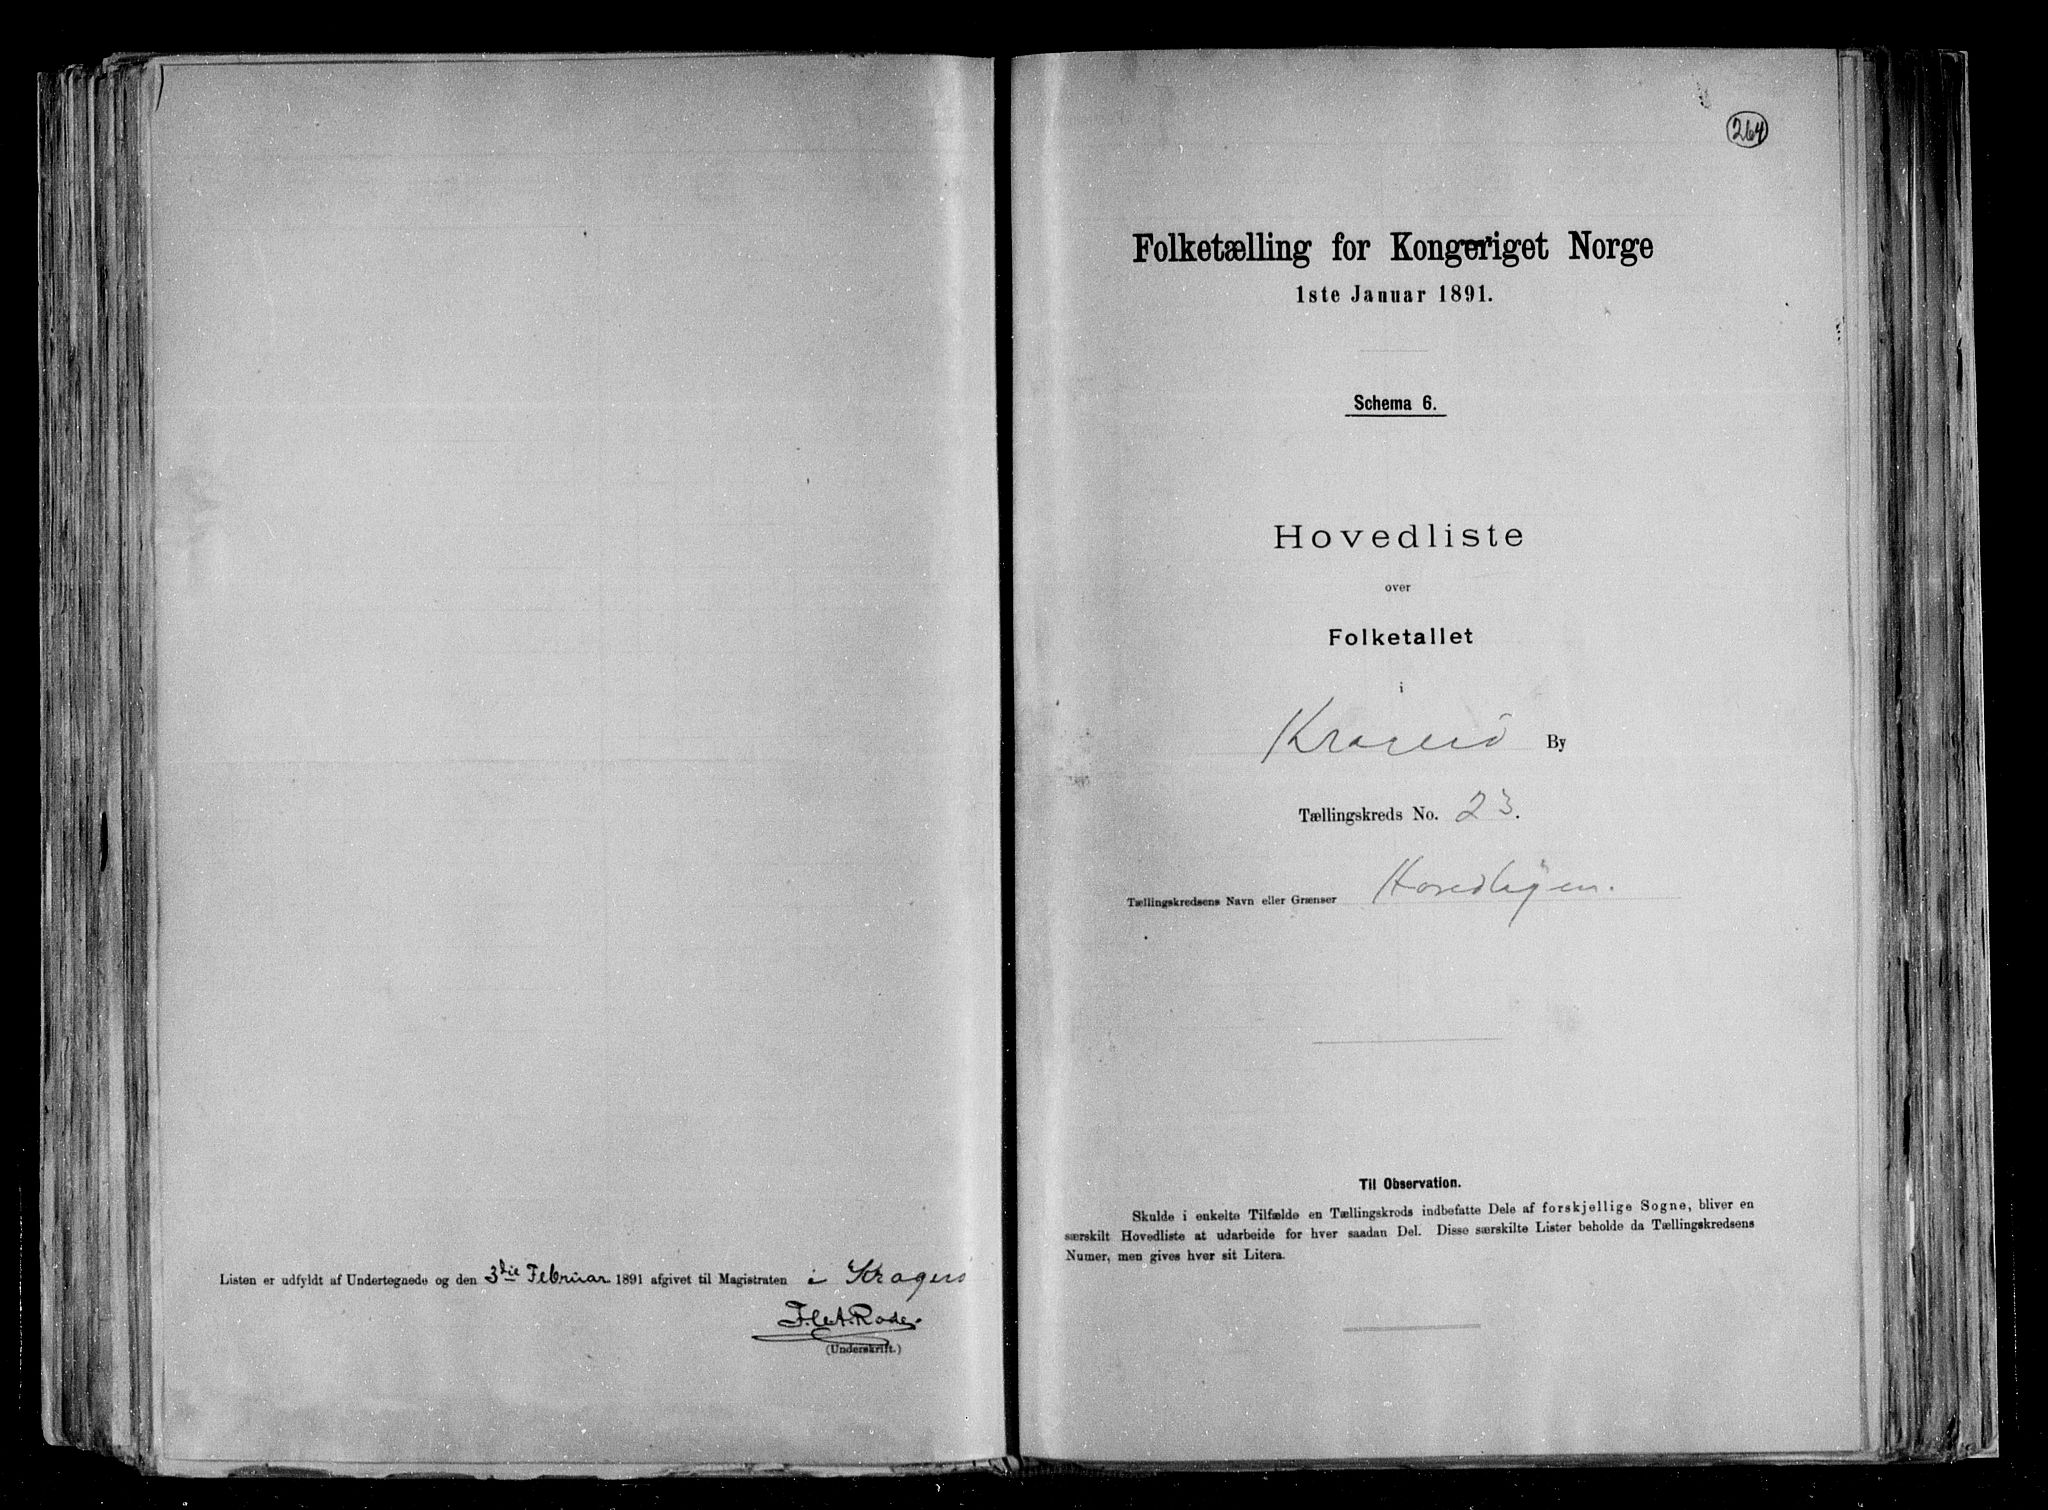 Listen er udfyldt af Undertegnede og den 3die Februar 1891 afgivet til Magistraten i Kragerø
Rode.
(Underskrift.)
264
Folketælling for Kongeriget Norge
1ste Januar 1891.
Schema 6.
Hovedliste
over
Folketallet
i
Kragerø By
Tællingskreds No. 23.
Tællingskredsens Navn eller Grænser
Til Observation.
Skulde i enkelte Tilfælde en Tællingskreds indbefatte Dele af forskjellige Sogne, bliver en
særskilt Hovedliste at udarbeide for hver saadan Del. Disse særskilte Lister beholde da Tællingskredsens
Numer, men gives hver sit Litera.